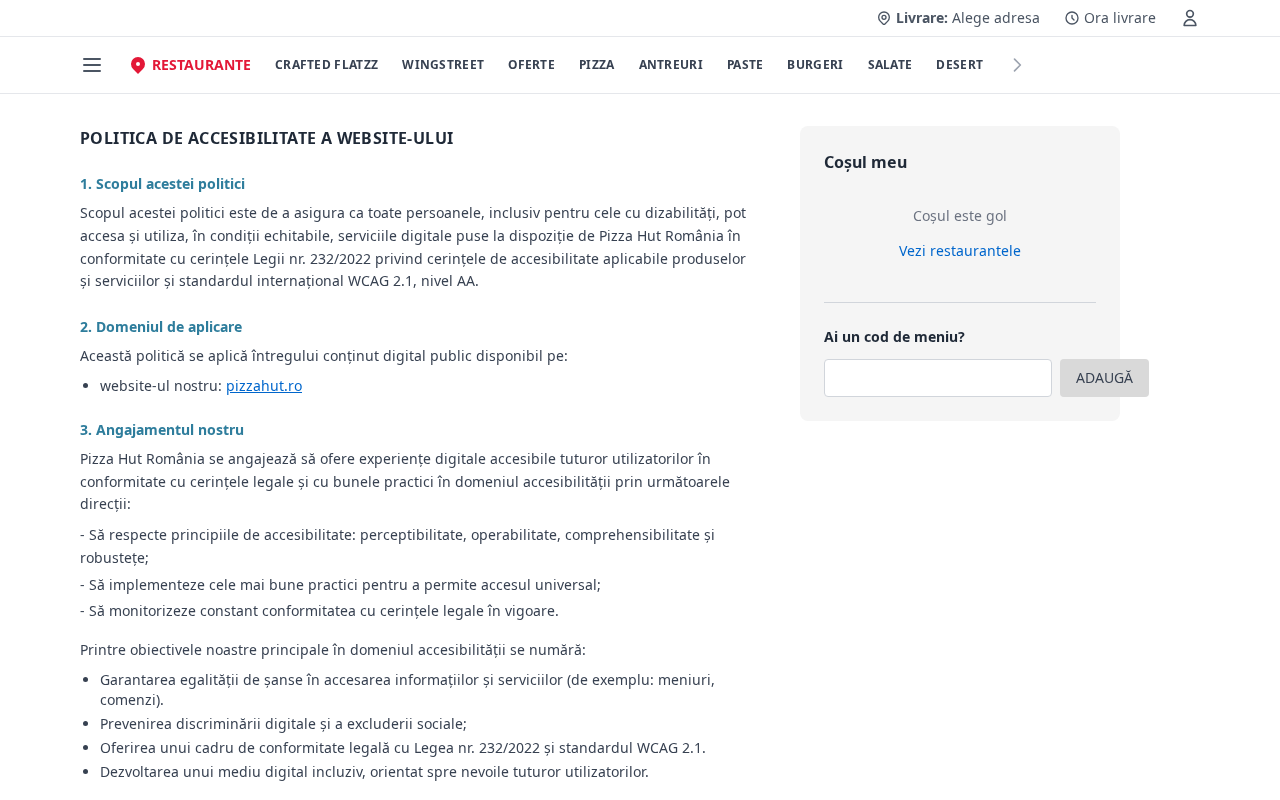 Livrare: Alege adresa Ora livrare
RESTAURANTE CRAFTED FLATZZ WINGSTREET OFERTE PIZZA ANTREURI PASTE BURGERI SALATE DESERT
POLITICA DE ACCESIBILITATE A WEBSITE-ULUI
1. Scopul acestei politici
Scopul acestei politici este de a asigura ca toate persoanele, inclusiv pentru cele cu dizabilități, pot
accesa și utiliza, în condiții echitabile, serviciile digitale puse la dispoziție de Pizza Hut România în
conformitate cu cerințele Legii nr. 232/2022 privind cerințele de accesibilitate aplicabile produselor
și serviciilor și standardul internațional WCAG 2.1, nivel AA.
2. Domeniul de aplicare
Această politică se aplică întregului conținut digital public disponibil pe:
• website-ul nostru: pizzahut.ro
3. Angajamentul nostru
Pizza Hut România se angajează să ofere experiențe digitale accesibile tuturor utilizatorilor în
conformitate cu cerințele legale și cu bunele practici în domeniul accesibilității prin următoarele
direcții:
- Să respecte principiile de accesibilitate: perceptibilitate, operabilitate, comprehensibilitate și
robustețe;
- Să implementeze cele mai bune practici pentru a permite accesul universal;
- Să monitorizeze constant conformitatea cu cerințele legale în vigoare.
Printre obiectivele noastre principale în domeniul accesibilității se numără:
• Garantarea egalității de șanse în accesarea informațiilor și serviciilor (de exemplu: meniuri,
comenzi).
• Prevenirea discriminării digitale și a excluderii sociale;
• Oferirea unui cadru de conformitate legală cu Legea nr. 232/2022 și standardul WCAG 2.1.
• Dezvoltarea unui mediu digital incluziv, orientat spre nevoile tuturor utilizatorilor.
Coșul meu
Coșul este gol
Vezi restaurantele
Ai un cod de meniu?
ADAUGĂ